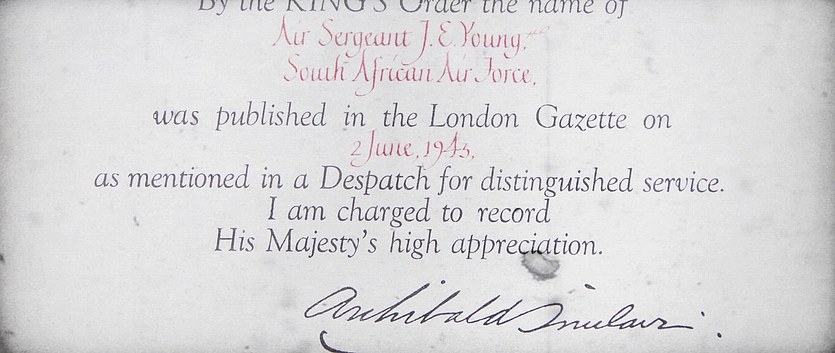 By the KING'S Order the name of
Air Sergeant J. E. Young,
South African Air Force,
was published in the London Gazette on
2 June, 1943,
as mentioned in a Despatch for distinguished service.
I am charged to record
His Majesty's high appreciation.
Archibald Sinclair